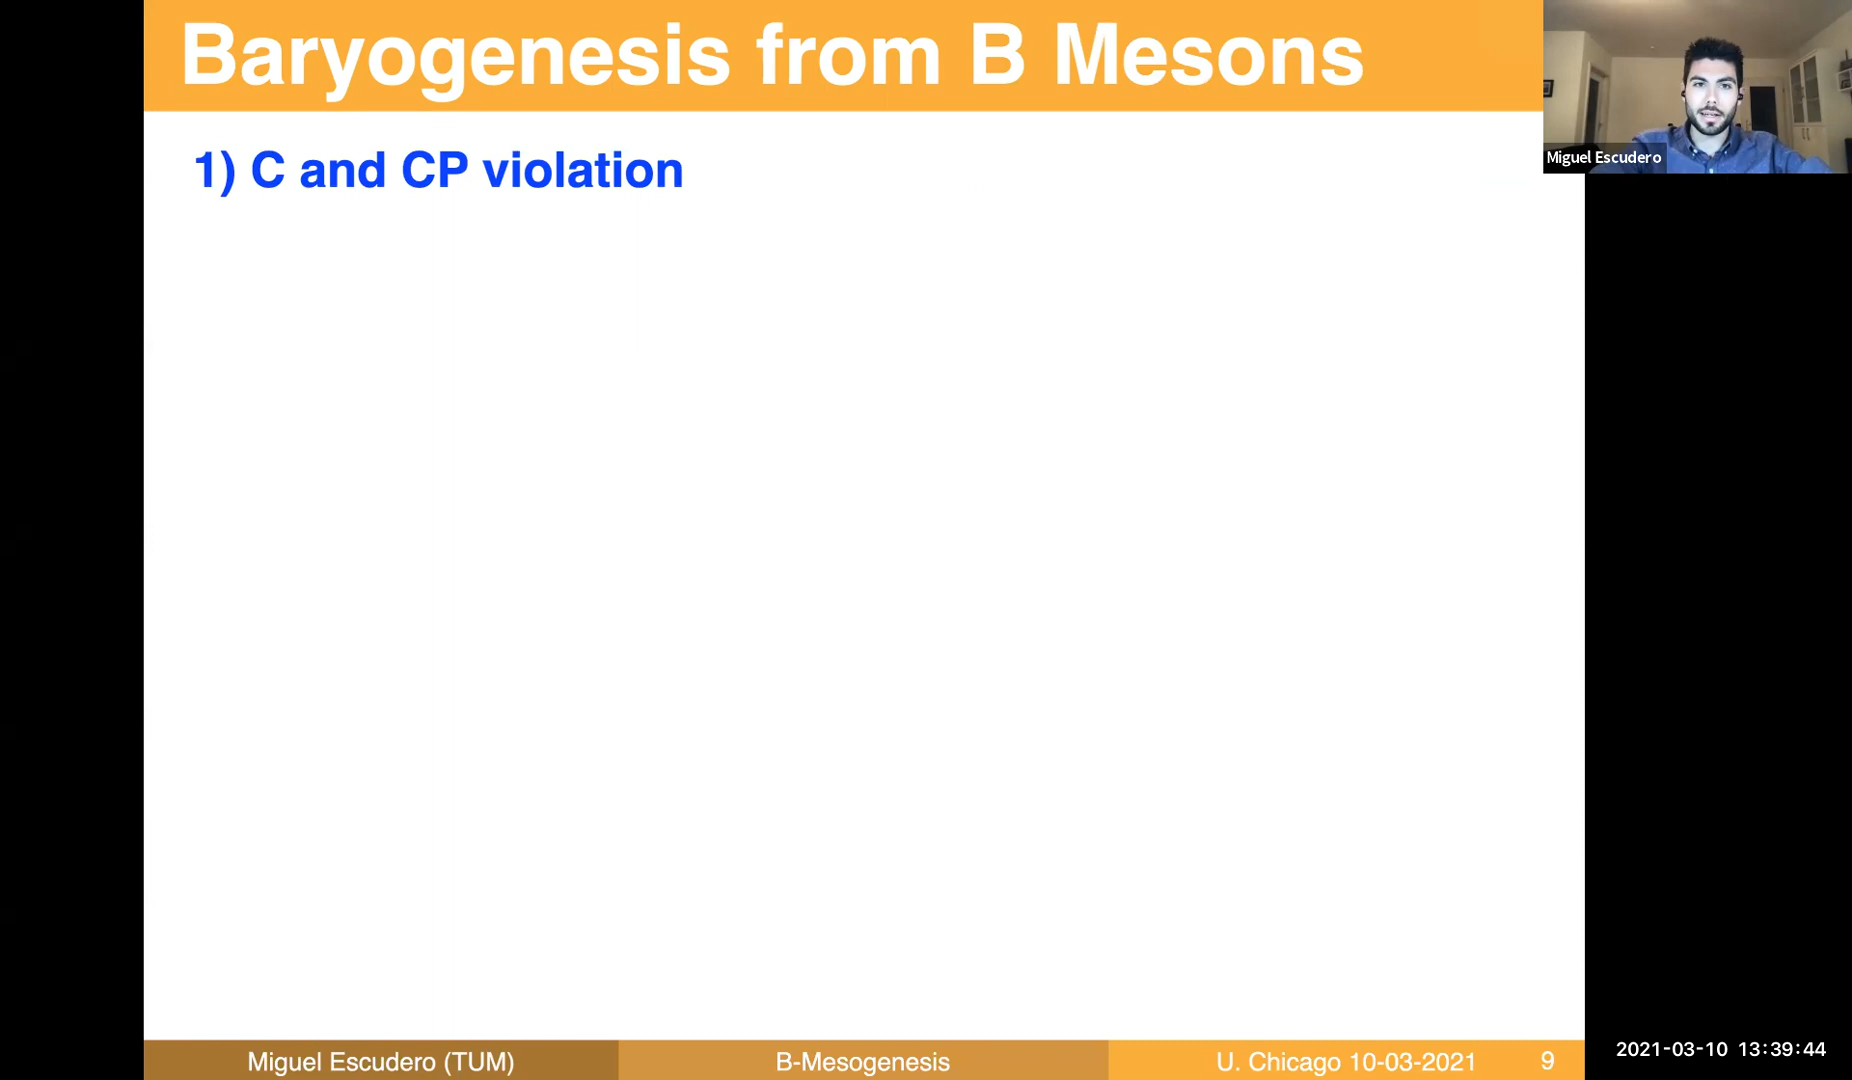 Baryogenesis from B Mesons
Miguel Escudero
1) C and CP violation
Miguel Escudero (TUM)
B-Mesogenesis
U. Chicago 10-03-2021
9
2021-03-10 13:39:44